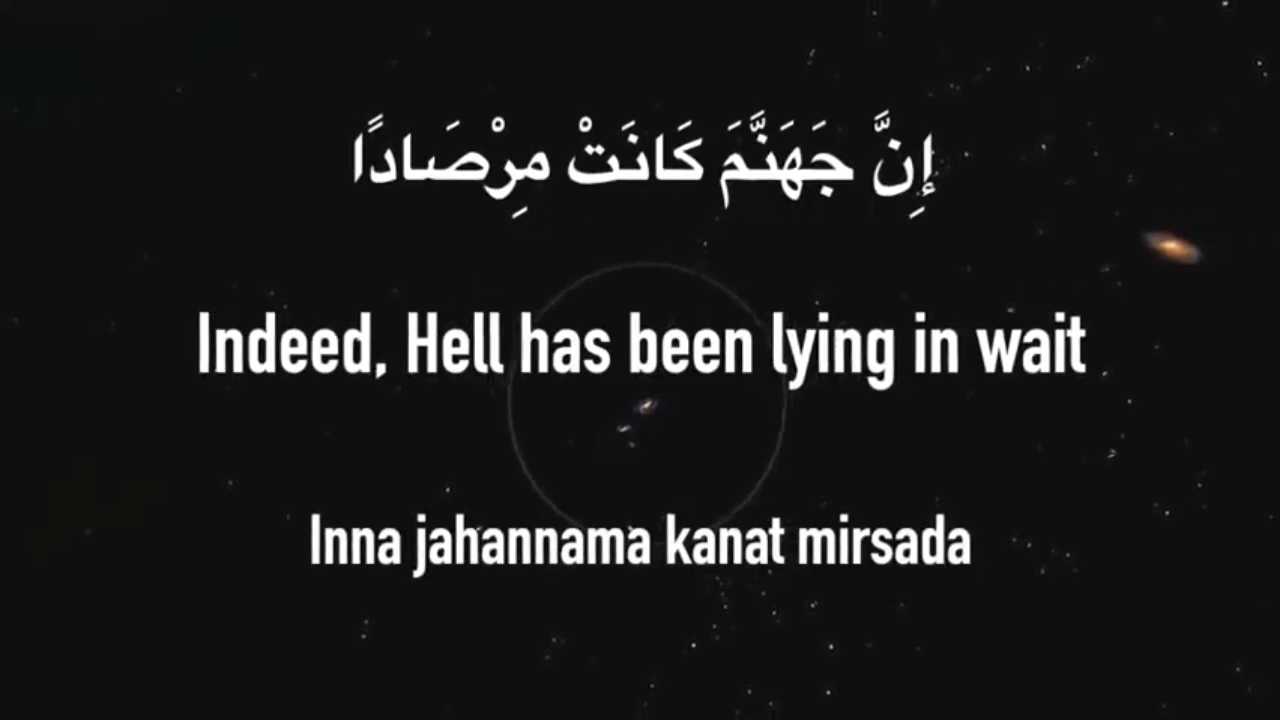 إِنَّ جَهَنَّمَ كَانَتْ مِرْصَادًا
Indeed, Hell has been lying in wait
Inna jahannama kanat mirsada